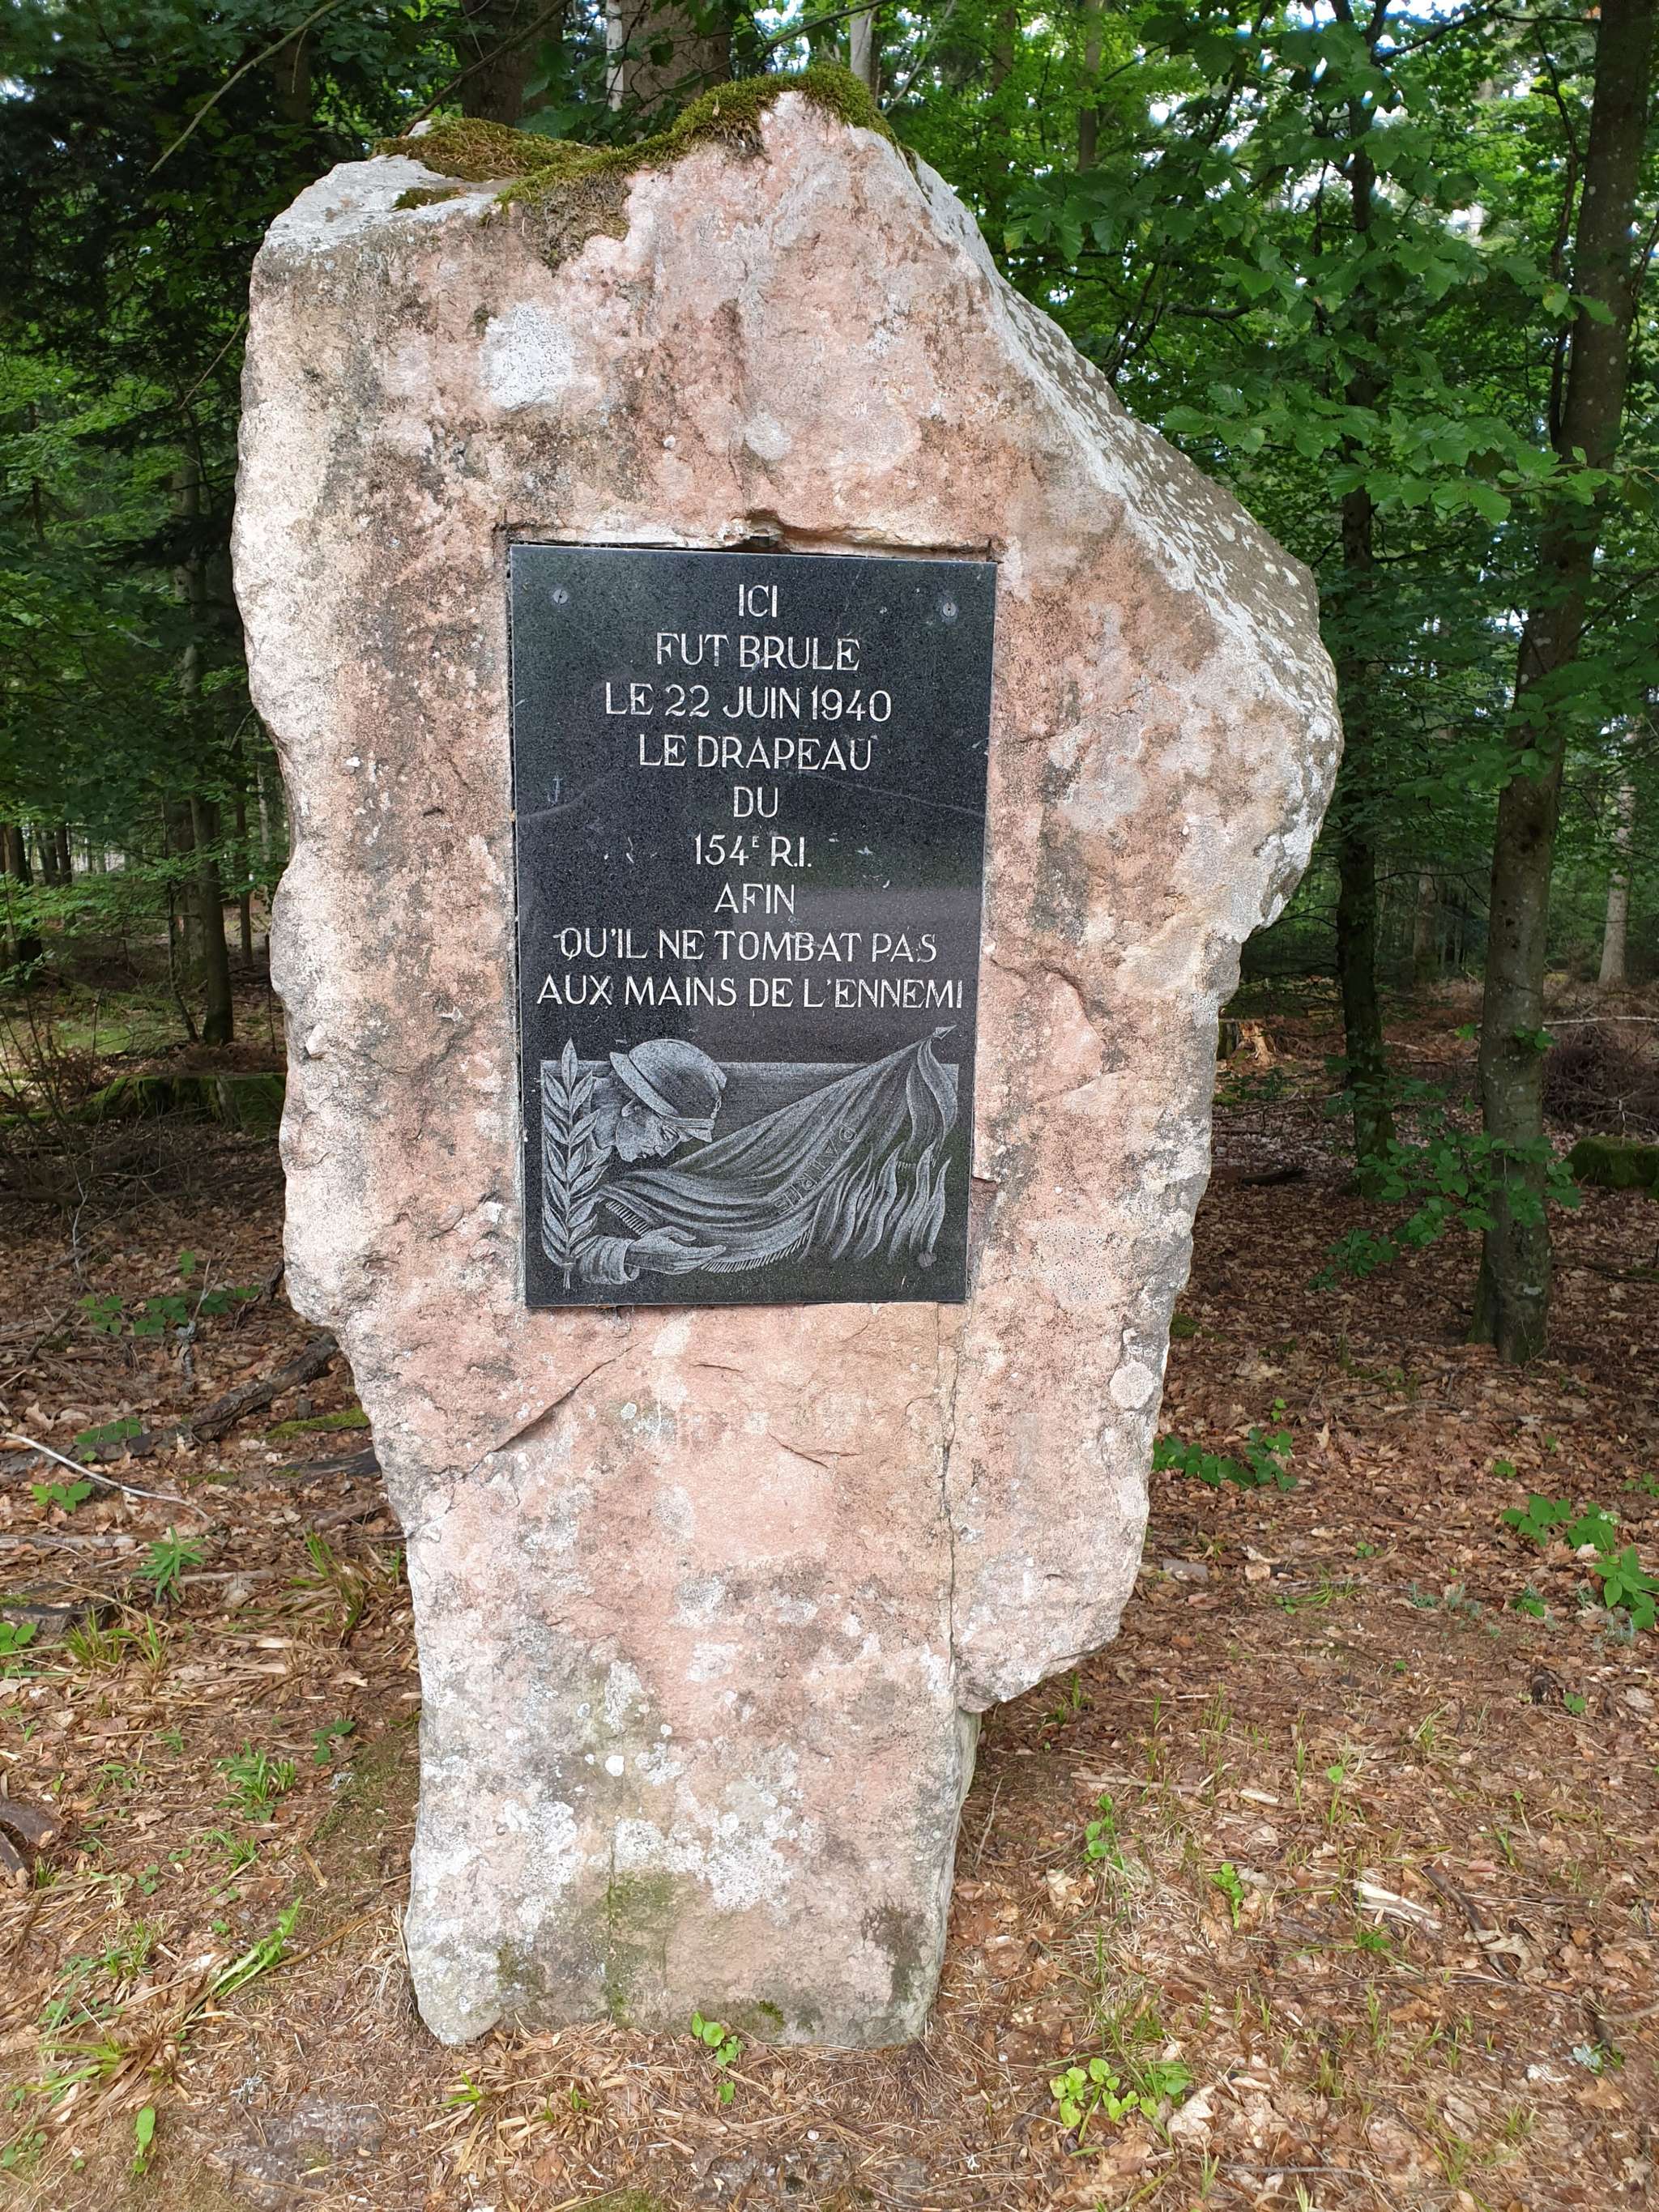 ICI
FUT BRULE
LE 22 JUIN 1940
LE DRAPEAU
DU
154E R.I.
AFIN
QU'IL NE TOMBAT PAS
AUX MAINS DE L'ENNEMI
PATRIE